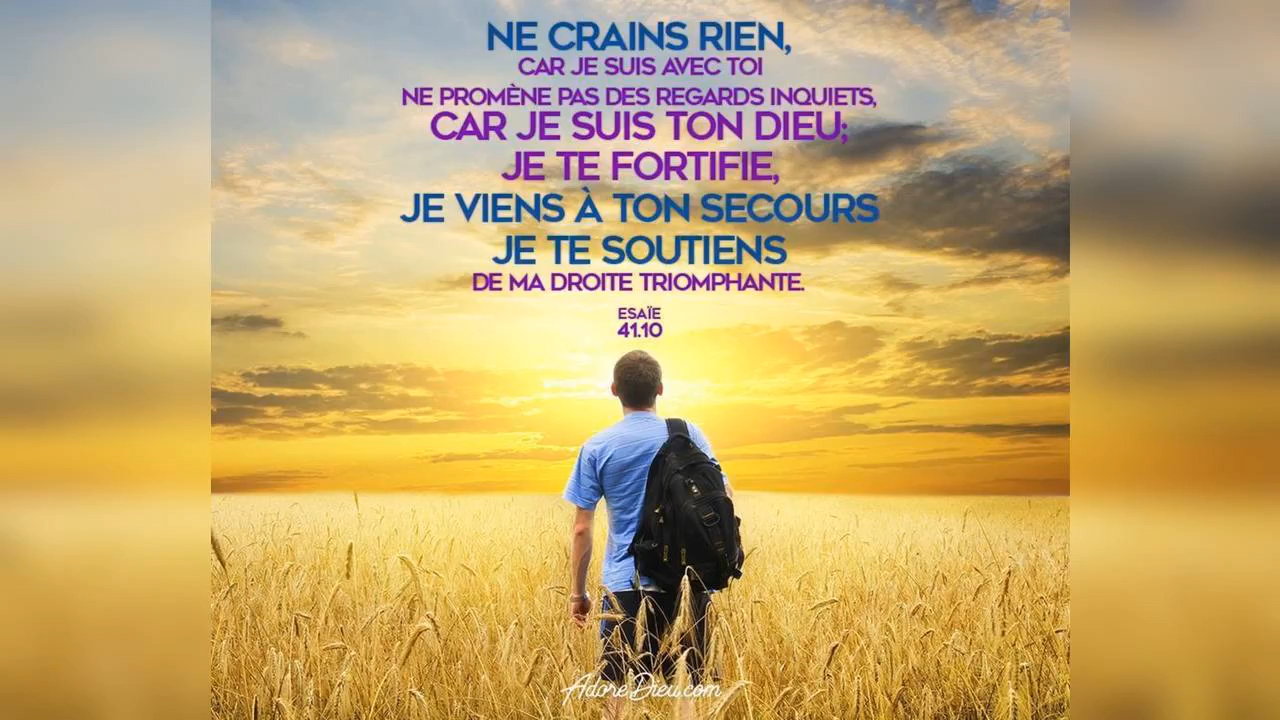 NE CRAINS RIEN,
CAR JE SUIS AVEC TOI
NE PROMÈNE PAS DES REGARDS INQUIETS,
CAR JE SUIS TON DIEU;
JE TE FORTIFIE,
JE VIENS À TON SECOURS
JE TE SOUTIENS
DE MA DROITE TRIOMPHANTE.
ESAÏE
41.10
AdoreDieu.com